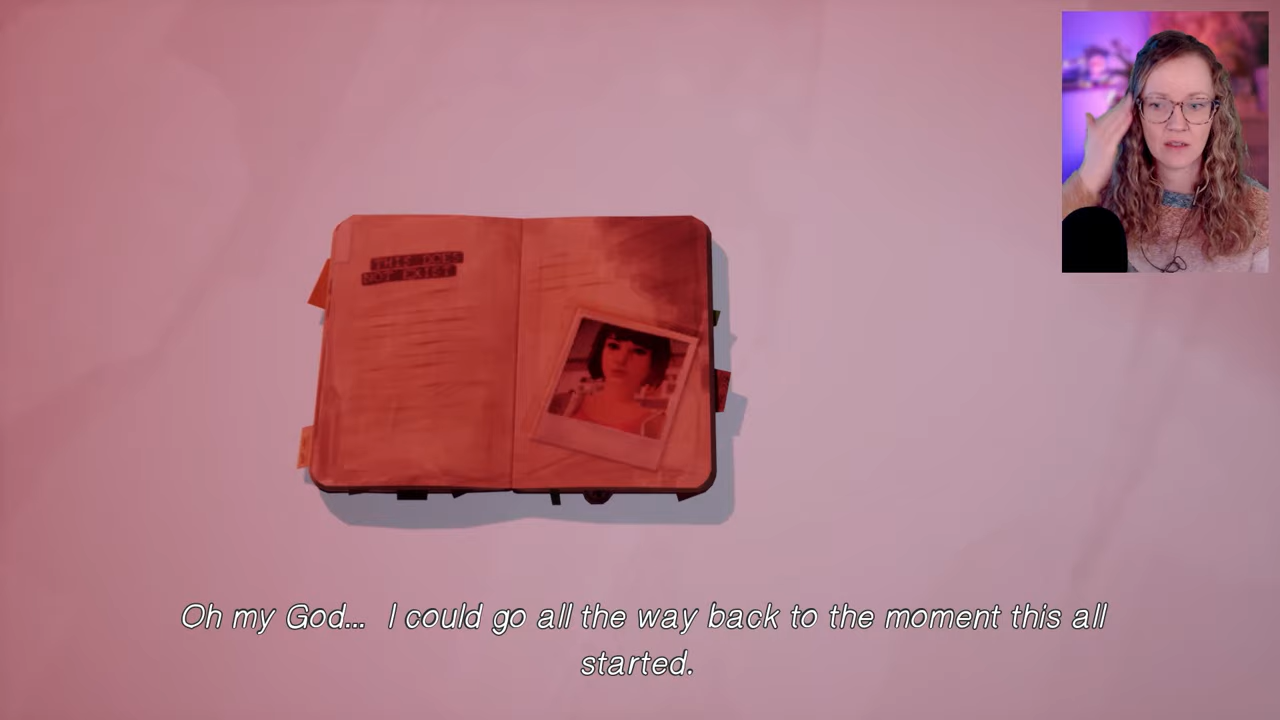 THIS DOES
NOT EXIST
Oh my God... I could go all the way back to the moment this all
started.